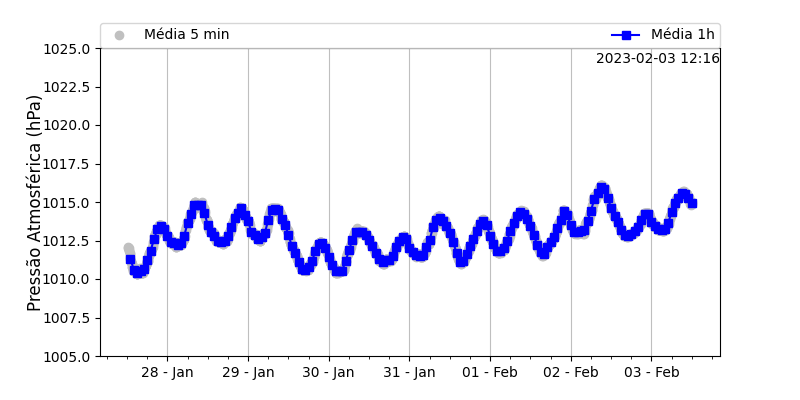 Média 5 min
Média 1h
2023-02-03 12:16
Pressão Atmosférica (hPa)
1025.0
1022.5
1020.0
1017.5
1015.0
1012.5
1010.0
1007.5
1005.0
28 - Jan
29 - Jan
30 - Jan
31 - Jan
01 - Feb
02 - Feb
03 - Feb